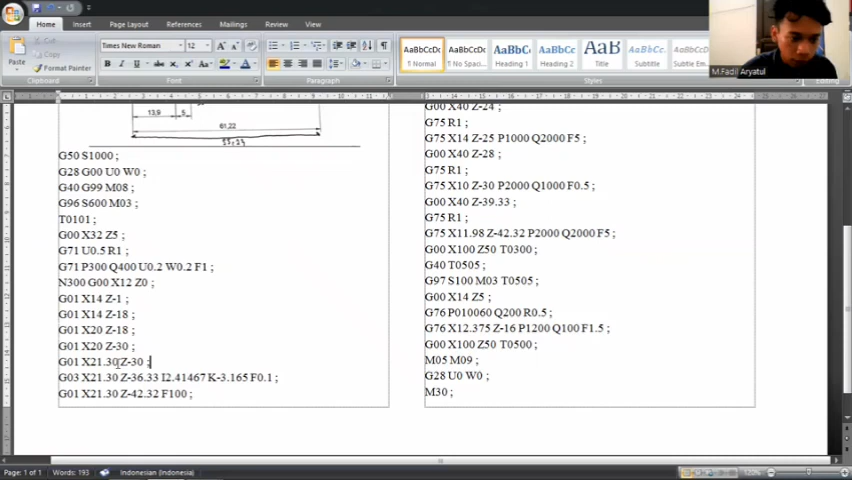 Home Insert Page Layout References Mailings Review View
Cut
Copy
Format Painter
Paste
Clipboard
Times New Roman 12
Font
Paragraph
AaBbCcDc AaBbCcDc AaBbC AaBbCc AaB AaBbCcL AaBbCcD
Normal No Spaci... Heading 1 Heading 2 Title Subtitle Subtle Em...
Styles
M.Fadil Aryatul
13,9 5
61,22
G50 S1000 ;
G28 G00 U0 W0 ;
G40 G99 M08 ;
G96 S600 M03 ;
T0101 ;
G00 X32 Z5 ;
G71 U0.5 R1 ;
G71 P300 Q400 U0.2 W0.2 F1 ;
N300 G00 X12 Z0 ;
G01 X14 Z-1 ;
G01 X14 Z-18 ;
G01 X20 Z-18 ;
G01 X20 Z-30 ;
G01 X21.30 Z-30 ;
G03 X21.30 Z-36.33 I2.41467 K-3.165 F0.1 ;
G01 X21.30 Z-42.32 F100 ;
G00 X40 Z-24 ;
G75 R1 ;
G75 X14 Z-25 P1000 Q2000 F5 ;
G00 X40 Z-28 ;
G75 R1 ;
G75 X10 Z-30 P2000 Q1000 F0.5 ;
G00 X40 Z-39.33 ;
G75 R1 ;
G75 X11.98 Z-42.32 P2000 Q2000 F5 ;
G00 X100 Z50 T0300 ;
G40 T0505 ;
G97 S100 M03 T0505 ;
G00 X14 Z5 ;
G76 P010060 Q200 R0.5 ;
G76 X12.375 Z-16 P1200 Q100 F1.5 ;
G00 X100 Z50 T0500 ;
M05 M09 ;
G28 U0 W0 ;
M30 ;
Page: 1 of 1 Words: 193 Indonesian (Indonesia)